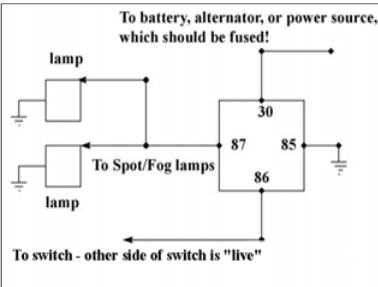 To battery, alternator, or power source,
which should be fused!
lamp
30
87
85
To Spot/Fog lamps
86
lamp
To switch - other side of switch is "live"